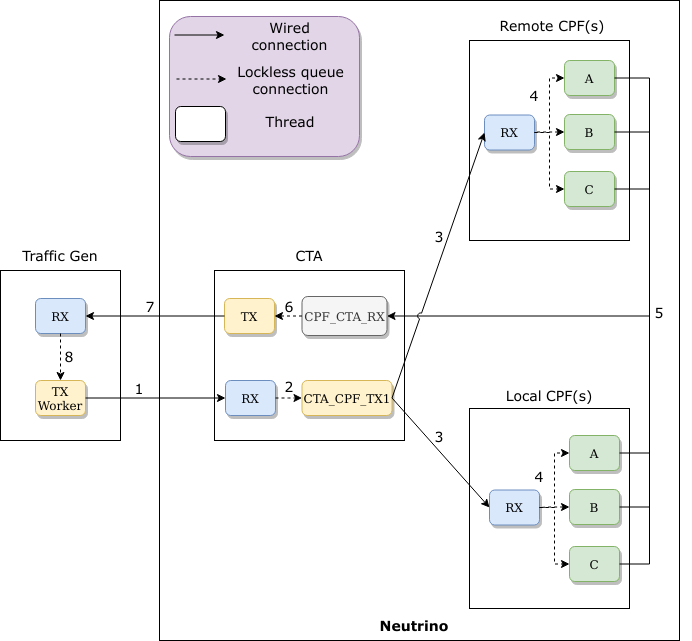 Wired
connection
Lockless queue
connection
Thread
Remote CPF(s)
A
4
RX
B
C
3
Traffic Gen
CTA
RX
7
TX
6
CPF_CTA_RX
5
8
TX
Worker
1
RX
2
CTA_CPF_TX1
Local CPF(s)
3
A
4
RX
B
C
Neutrino